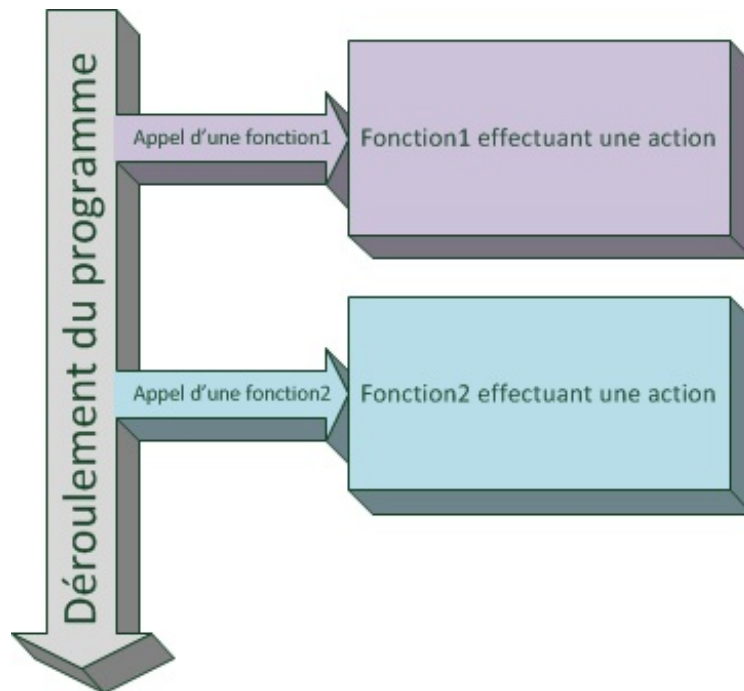 Déroulement du programme
Appel d'une fonction1
Fonction1 effectuant une action
Appel d'une fonction2
Fonction2 effectuant une action